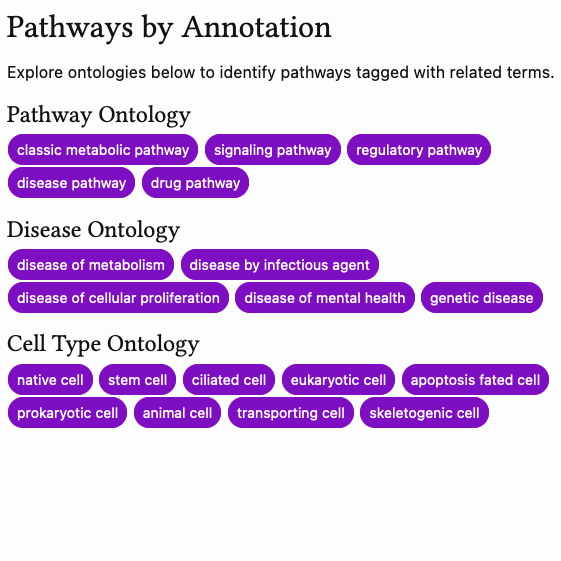 Pathways by Annotation
Explore ontologies below to identify pathways tagged with related terms.
Pathway Ontology
classic metabolic pathway signaling pathway regulatory pathway
disease pathway drug pathway
Disease Ontology
disease of metabolism disease by infectious agent
disease of cellular proliferation disease of mental health genetic disease
Cell Type Ontology
native cell stem cell ciliated cell eukaryotic cell apoptosis fated cell
prokaryotic cell animal cell transporting cell skeletogenic cell